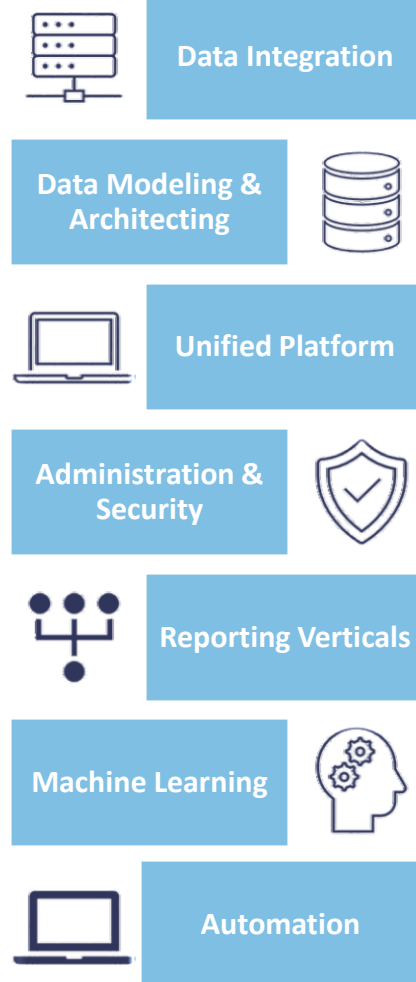 Data Integration
Data Modeling &
Architecting
Unified Platform
Administration &
Security
Reporting Verticals
Machine Learning
Automation